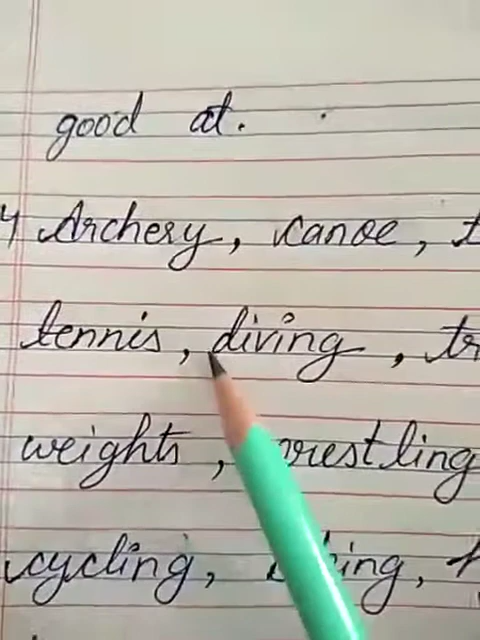 good at.
Archery, canoe,
tennis, diving,
weights, wrestling
cycling,